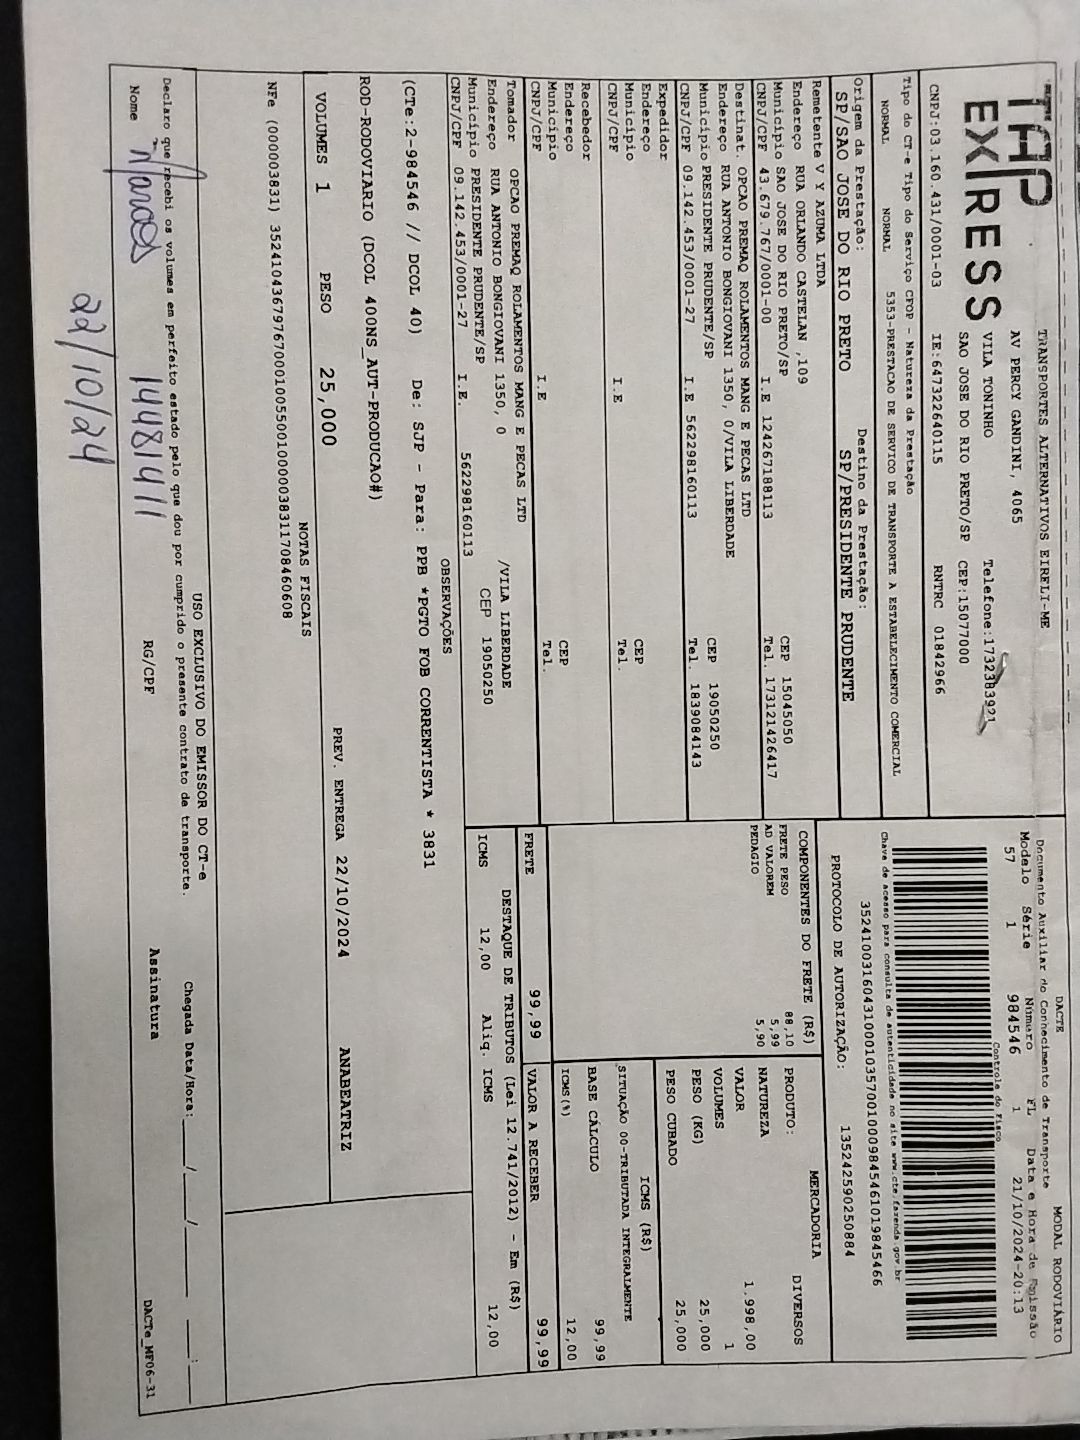 TAP
EXPRESS
TRANSPORTES ALTERNATIVOS EIRELI-ME
AV PERCY GANDINI, 4065
VILA TONINHO Telefone:1732383921
SAO JOSE DO RIO PRETO/SP CEP:15077000
CNPJ:03.160.431/0001-03 IE:647322640115 RNTRC 01842966
Tipo do CT-e Tipo do Serviço CFOP - Natureza da Prestação
NORMAL NORMAL 5353-PRESTACAO DE SERVICO DE TRANSPORTE A ESTABELECIMENTO COMERCIAL
Origem da Prestação: Destino da Prestação:
SP/SAO JOSE DO RIO PRETO SP/PRESIDENTE PRUDENTE
Remetente V Y AZUMA LTDA
Endereço RUA ORLANDO CASTELAN ,109 CEP 15045050
Município SAO JOSE DO RIO PRETO/SP
CNPJ/CPF 43.679.767/0001-00 I.E 124267188113 Tel. 173121426417
Destinat. OPCAO PREMAQ ROLAMENTOS MANG E PECAS LTD
Endereço RUA ANTONIO BONGIOVANI 1350, 0/VILA LIBERDADE
Município PRESIDENTE PRUDENTE/SP CEP 19050250
CNPJ/CPF 09.142.453/0001-27 I.E 562298160113 Tel. 1839084143
Expedidor
Endereço
Município CEP
CNPJ/CPF I.E Tel.
Recebedor
Endereço
Município CEP
CNPJ/CPF I.E Tel.
Tomador OPCAO PREMAQ ROLAMENTOS MANG E PECAS LTD
Endereço RUA ANTONIO BONGIOVANI 1350, 0 /VILA LIBERDADE
Município PRESIDENTE PRUDENTE/SP CEP 19050250
CNPJ/CPF 09.142.453/0001-27 I.E. 562298160113
DACTE MODAL RODOVIÁRIO
Documento Auxiliar do Conhecimento de Transporte
Modelo Série Número FL Data e Hora de Emissão
57 1 984546 1 21/10/2024-20:13
Controle do Fisco
Chave de acesso para consulta de autenticidade no site www.cte.fazenda.gov.br
35241003160431000103570010009845461019845466
PROTOCOLO DE AUTORIZAÇÃO: 135242590250884
COMPONENTES DO FRETE (R$)
FRETE PESO 88,10
AD VALOREM 5,99
PEDAGIO 5,90
MERCADORIA
PRODUTO: DIVERSOS
NATUREZA
VALOR 1.998,00
VOLUMES 1
PESO (KG) 25,000
PESO CUBADO 25,000
ICMS (R$)
SITUAÇÃO 00-TRIBUTADA INTEGRALMENTE
BASE CÁLCULO 99,99
ICMS(%) 12,00
FRETE 99,99 VALOR A RECEBER 99,99
DESTAQUE DE TRIBUTOS (Lei 12.741/2012) - Em (R$)
ICMS 12,00 Aliq. ICMS 12,00
OBSERVAÇÕES
(CTe:2-984546 // DCOL 40) De: SJP - Para: PPB *PGTO FOB CORRENTISTA * 3831
ROD-RODOVIARIO (DCOL 400NS_AUT-PRODUCAO#)
VOLUMES 1 PESO 25,000 PREV. ENTREGA 22/10/2024 ANABEATRIZ
NOTAS FISCAIS
NFe (000003831) 35241043679767000100550010000038311708460608
USO EXCLUSIVO DO EMISSOR DO CT-e
Declaro que recebi os volumes em perfeito estado pelo que dou por cumprido o presente contrato de transporte. Chegada Data/Hora:____/____/____ ____:____
Nome Marcos 14481411 RG/CPF Assinatura DACTe_MF06-31
22/10/24